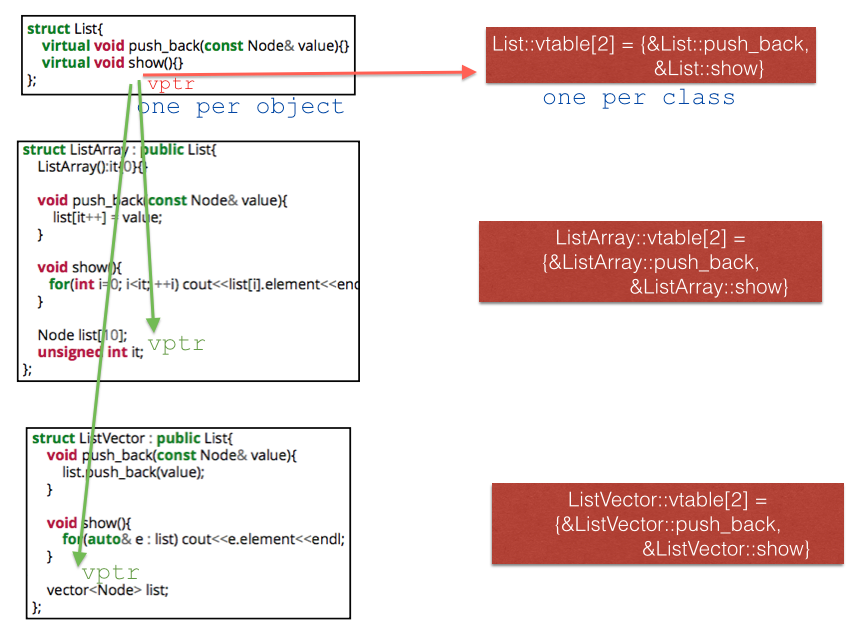 struct List{
virtual void push_back(const Node& value){}
virtual void show(){}
};
vptr
one per object
List::vtable[2] = {&List::push_back,
&List::show}
one per class
struct ListArray : public List{
ListArray():it{0}{}
void push_back(const Node& value){
list[it++] = value;
}
void show(){
for(int i=0; i<it; ++i) cout<<list[i].element<<end
}
Node list[10];
unsigned int it;
};
vptr
ListArray::vtable[2] =
{&ListArray::push_back,
&ListArray::show}
struct ListVector : public List{
void push_back(const Node& value){
list.push_back(value);
}
void show(){
for(auto& e : list) cout<<e.element<<endl;
}
vptr
vector<Node> list;
};
ListVector::vtable[2] =
{&ListVector::push_back,
&ListVector::show}